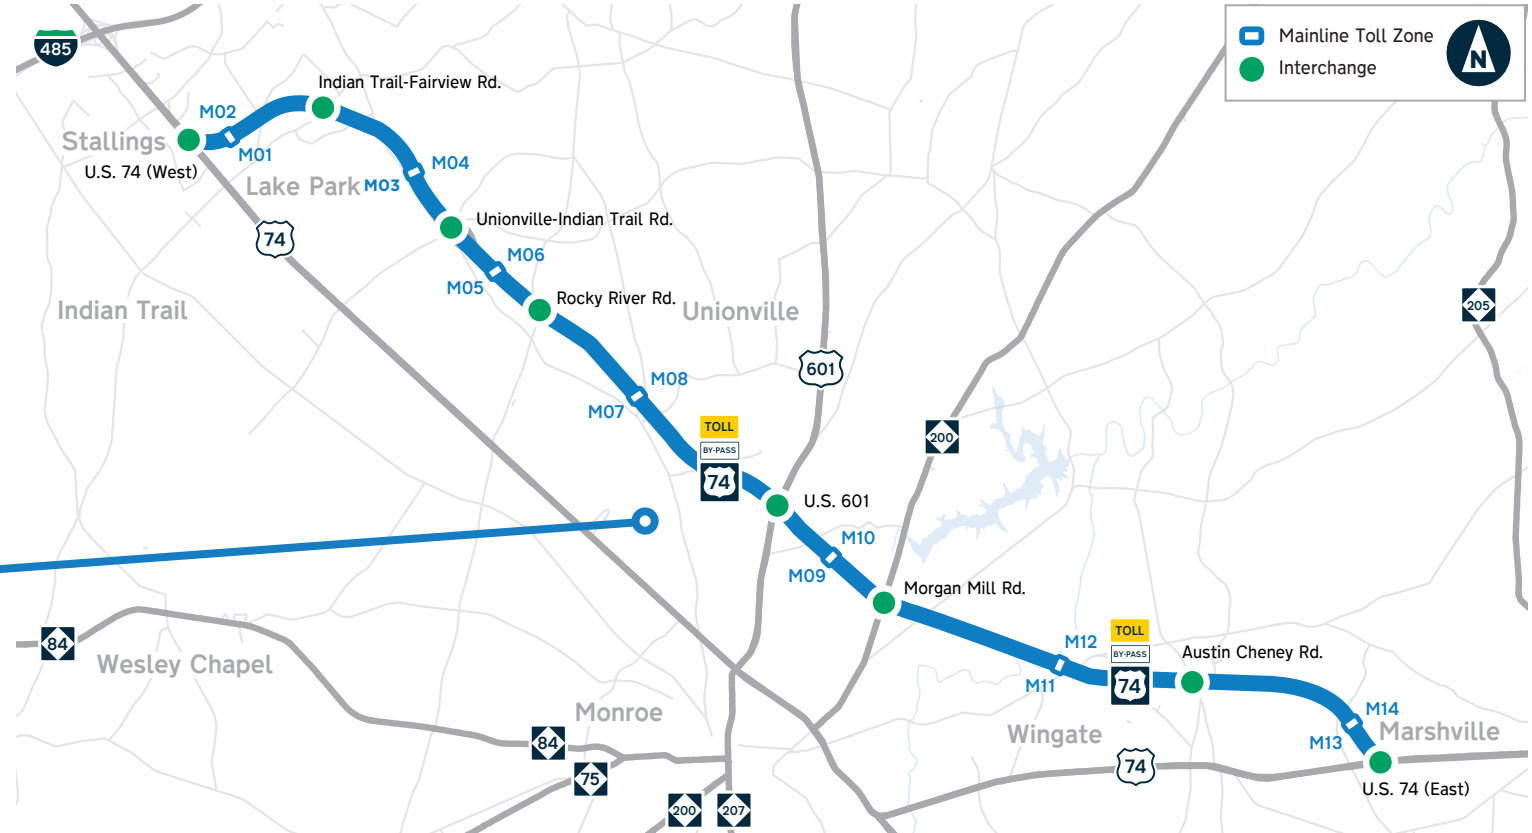 485
Mainline Toll Zone
Interchange
N
Indian Trail-Fairview Rd.
M02
Stallings
M01
U.S. 74 (West)
Lake Park
M04
M03
Unionville-Indian Trail Rd.
74
M06
M05
Rocky River Rd.
Indian Trail
Unionville
205
601
M08
M07
TOLL
BY-PASS
74
200
U.S. 601
M10
M09
Morgan Mill Rd.
84
Wesley Chapel
TOLL
BY-PASS
74
M12
M11
Austin Cheney Rd.
Monroe
M14
Marshville
M13
Wingate
84
75
74
U.S. 74 (East)
200
207